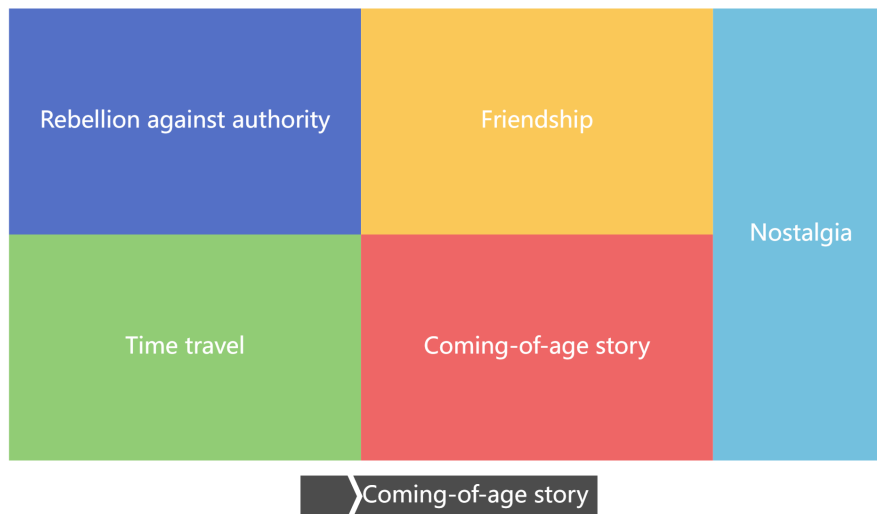 Rebellion against authority
Friendship
Nostalgia
Time travel
Coming-of-age story
Coming-of-age story